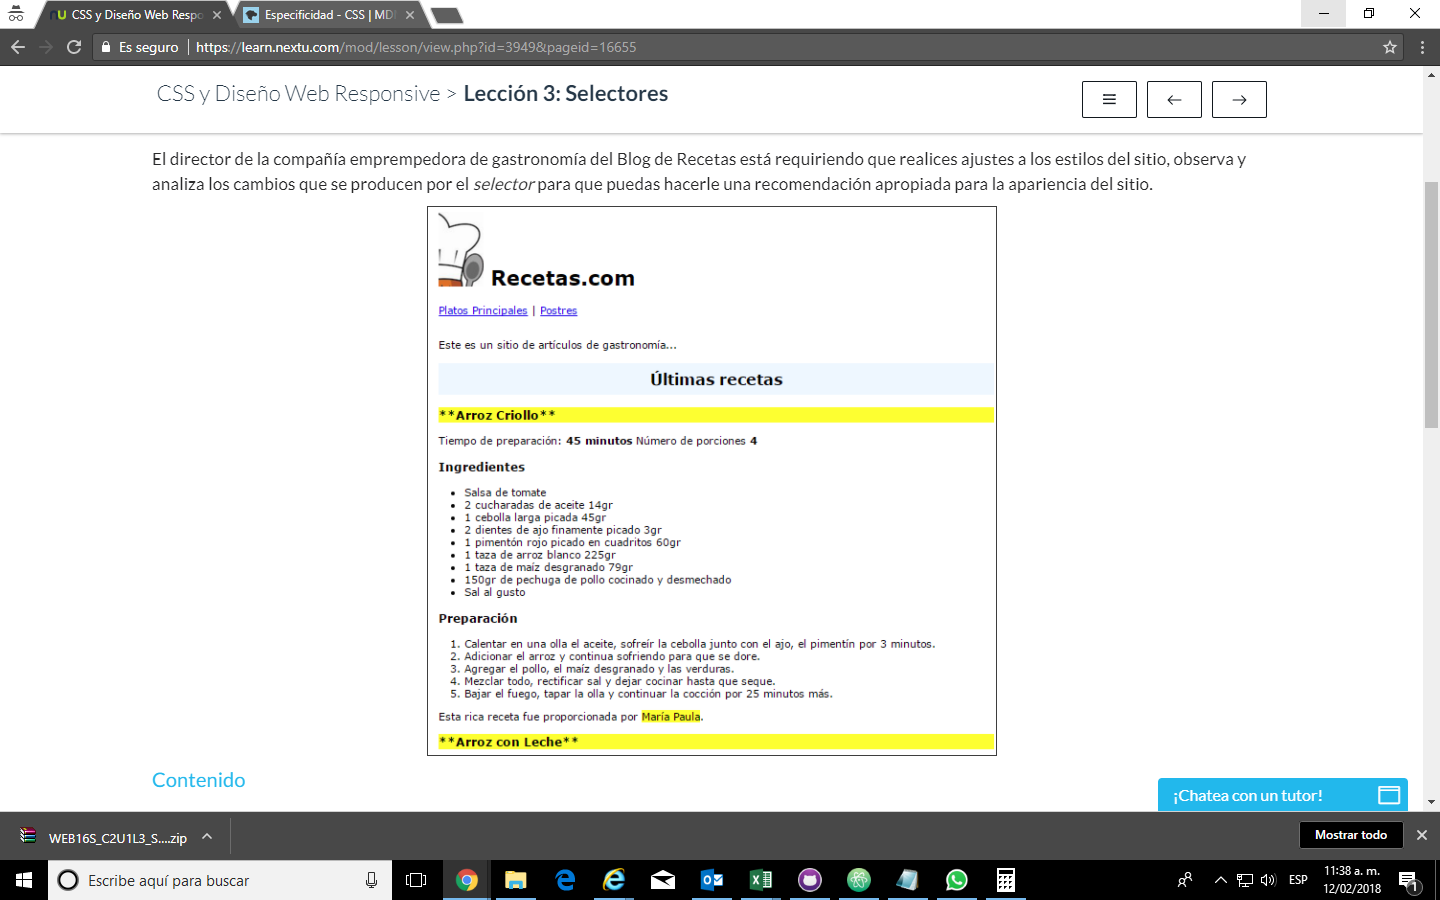 CSS y Diseño Web Respo
Especificidad - CSS | MD
Es seguro | https://learn.nextu.com/mod/lesson/view.php?id=3949&pageid=16655
CSS y Diseño Web Responsive > Lección 3: Selectores
El director de la compañía emprempedora de gastronomía del Blog de Recetas está requiriendo que realices ajustes a los estilos del sitio, observa y
analiza los cambios que se producen por el selector para que puedas hacerle una recomendación apropiada para la apariencia del sitio.
Recetas.com
Platos Principales | Postres
Este es un sitio de artículos de gastronomía...
Últimas recetas
**Arroz Criollo**
Tiempo de preparación: 45 minutos Número de porciones 4
Ingredientes
Salsa de tomate
2 cucharadas de aceite 14gr
1 cebolla larga picada 45gr
2 dientes de ajo finamente picado 3gr
1 pimentón rojo picado en cuadritos 60gr
1 taza de arroz blanco 225gr
1 taza de maíz desgranado 79gr
150gr de pechuga de pollo cocinado y desmechado
Sal al gusto
Preparación
1. Calentar en una olla el aceite, sofreír la cebolla junto con el ajo, el pimentín por 3 minutos.
2. Adicionar el arroz y continua sofriendo para que se dore.
3. Agregar el pollo, el maíz desgranado y las verduras.
4. Mezclar todo, rectificar sal y dejar cocinar hasta que seque.
5. Bajar el fuego, tapar la olla y continuar la cocción por 25 minutos más.
Esta rica receta fue proporcionada por María Paula.
**Arroz con Leche**
Contenido
¡Chatea con un tutor!
WEB16S_C2U1L3_S....zip
Mostrar todo
Escribe aquí para buscar
ESP
11:38 a. m.
12/02/2018
1